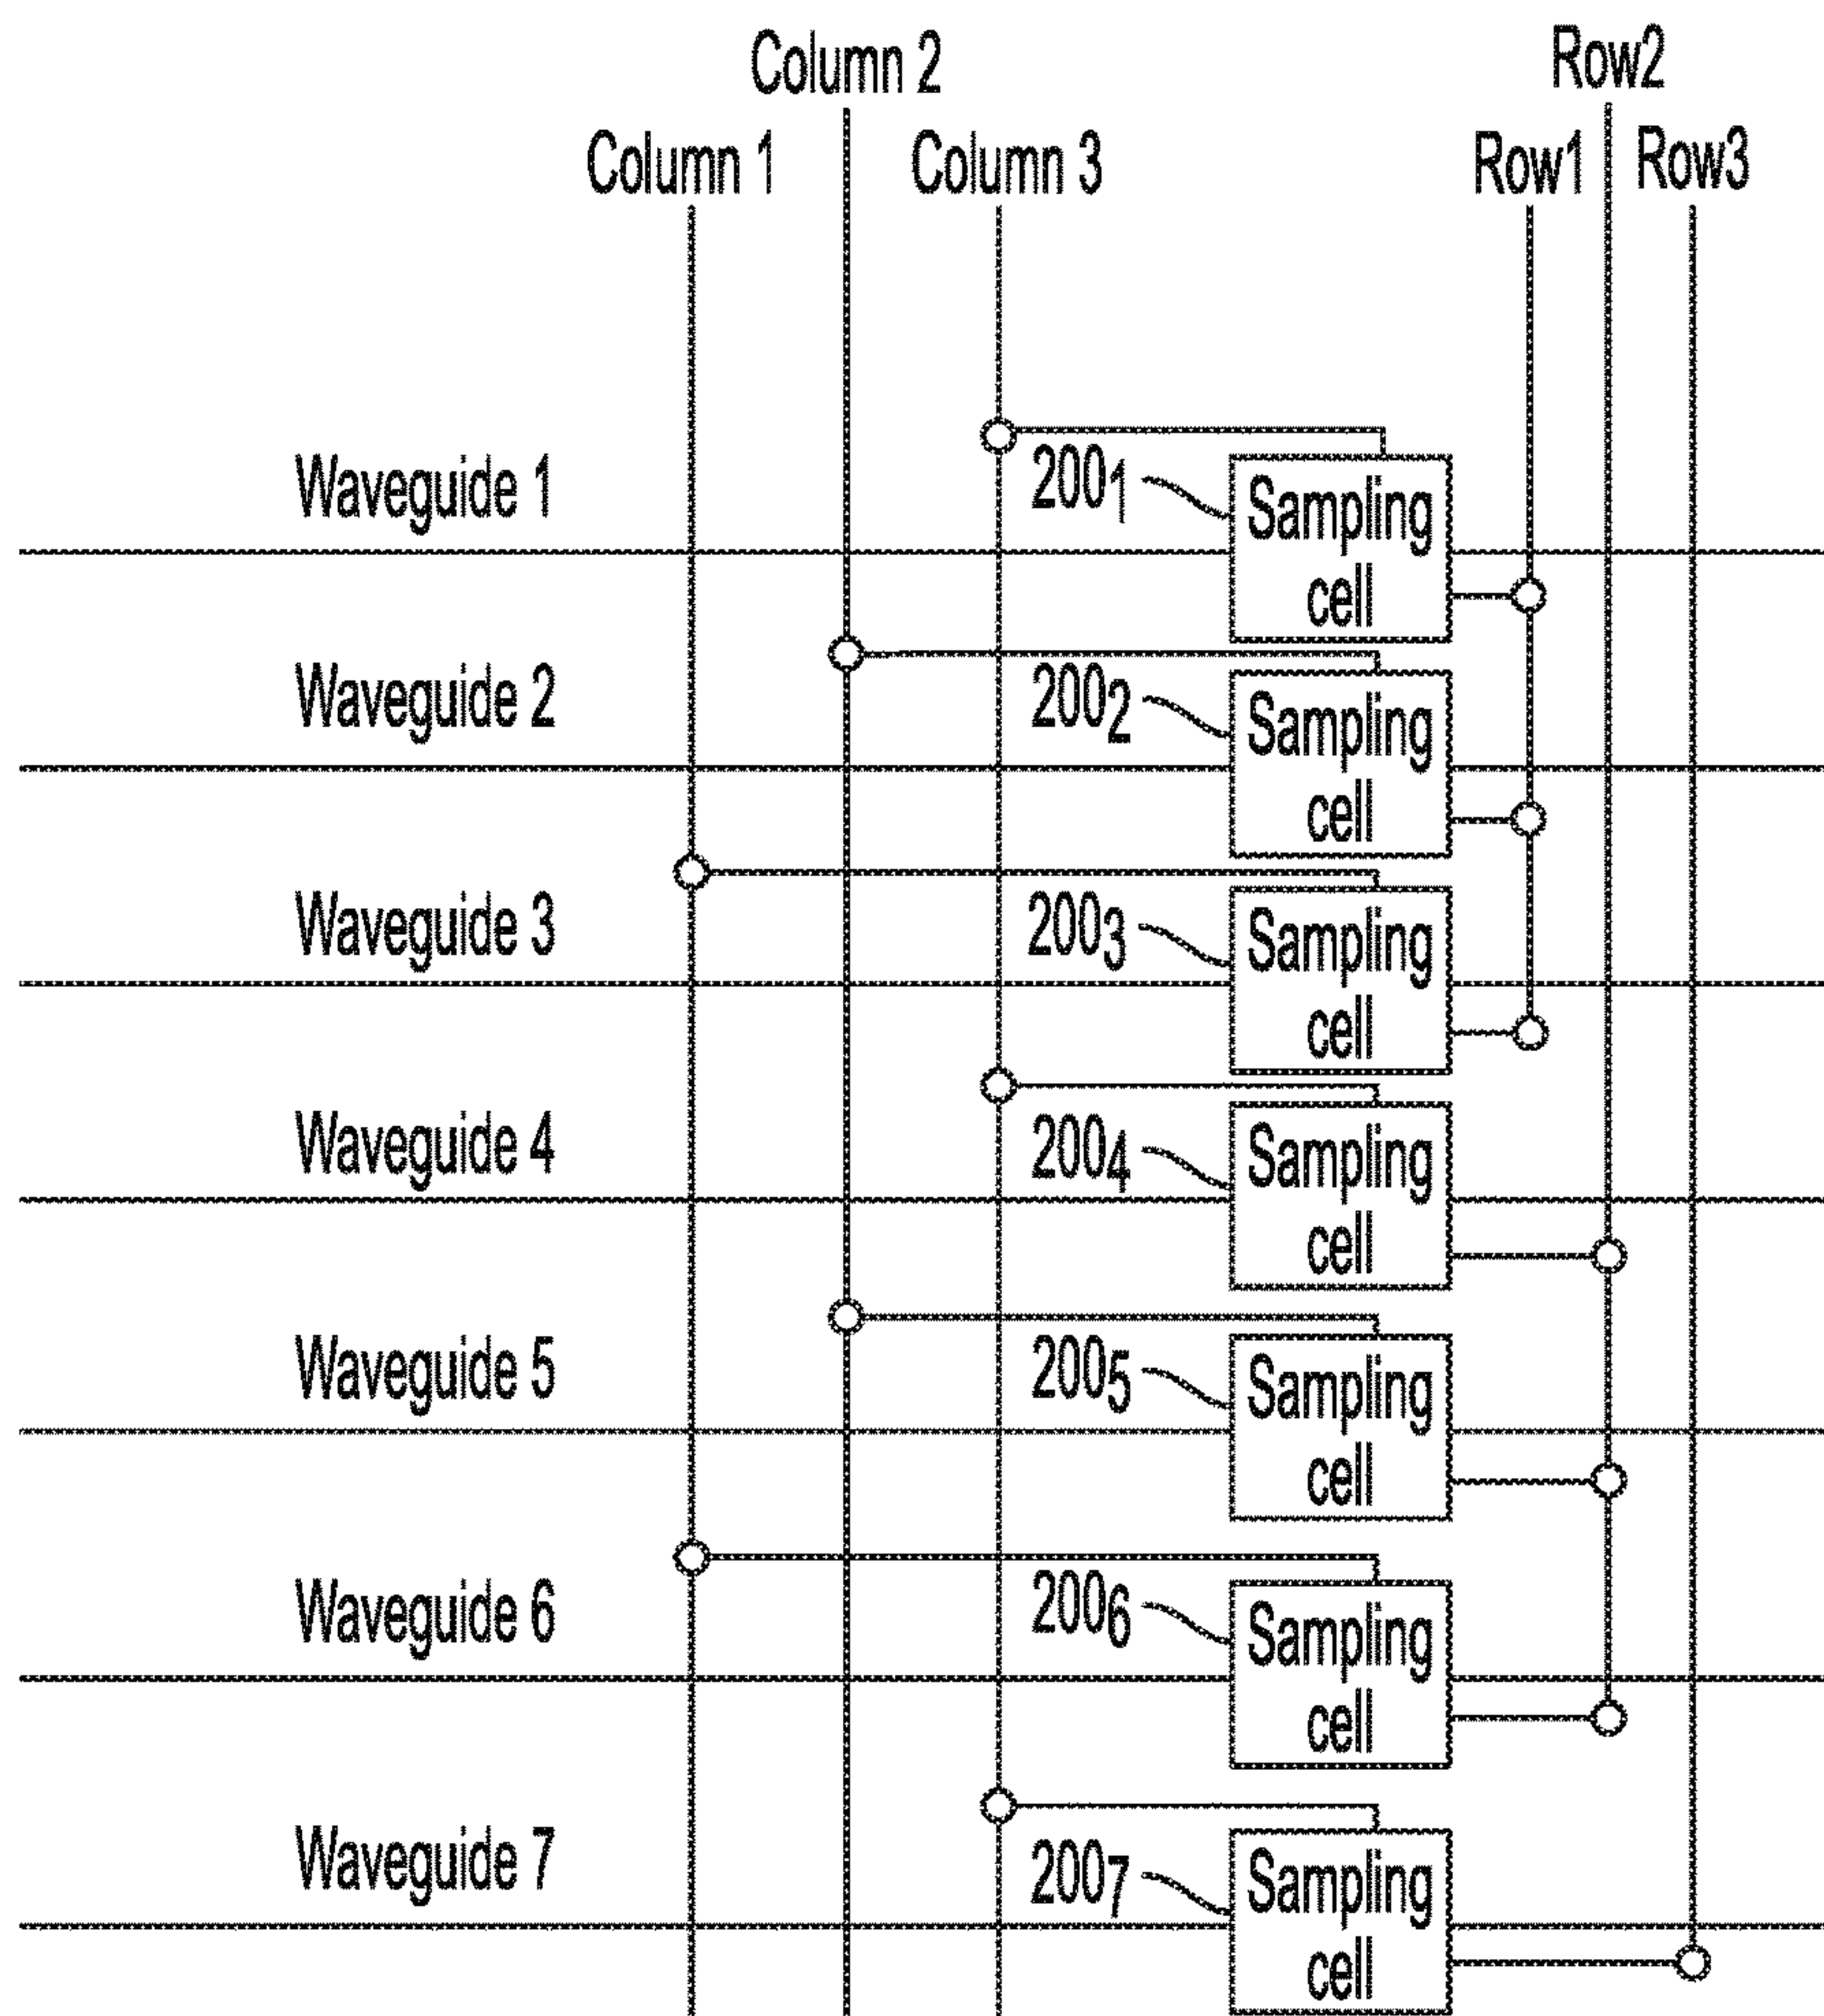 Column 2
Row2
Column 1
Column 3
Row1
Row3
Waveguide 1
200₁
Sampling
cell
Waveguide 2
200₂
Sampling
cell
Waveguide 3
200₃
Sampling
cell
Waveguide 4
200₄
Sampling
cell
Waveguide 5
200₅
Sampling
cell
Waveguide 6
200₆
Sampling
cell
Waveguide 7
200₇
Sampling
cell